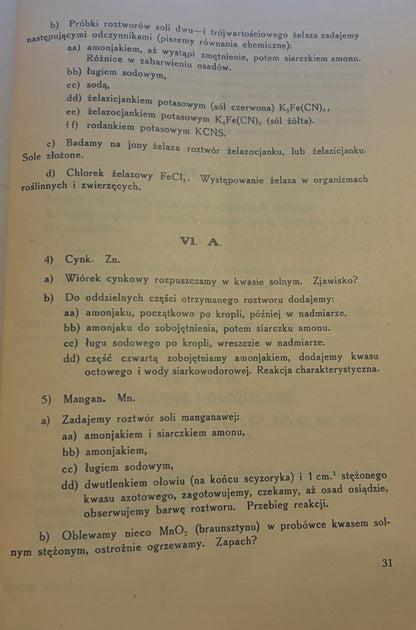 b) Próbki roztworów soli dwu—i trójwartościowego żelaza zadajemy
następującymi odczynnikami (piszemy równania chemiczne):
aa) amonjakiem, aż wystąpi zmętnienie, potem siarczkiem amonu.
Różnice w zabarwieniu osadów.
bb) ługiem sodowym,
cc) sodą,
dd) żelazicjankiem potasowym (sól czerwona) K₃Fe(CN)₆,
ee) żelazocjankiem potasowym K₄Fe(CN)₆ (sól żółta).
ff) rodankiem potasowym KCNS.
c) Badamy na jony żelaza roztwór żelazocjanku, lub żelazicjanku.
Sole złożone.
d) Chlorek żelazowy FeCl₃. Występowanie żelaza w organizmach
roślinnych i zwierzęcych.
VI. A.
4) Cynk. Zn.
a) Wiórek cynkowy rozpuszczamy w kwasie solnym. Zjawisko?
b) Do oddzielnych części otrzymanego roztworu dodajemy:
aa) amonjaku, początkowo po kropli, później w nadmiarze.
bb) amonjaku do zobojętnienia, potem siarczku amonu.
cc) ługu sodowego po kropli, wreszcie w nadmiarze.
dd) część czwartą zobojętniamy amonjakiem, dodajemy kwasu
octowego i wody siarkowodorowej. Reakcja charakterystyczna.
5) Mangan. Mn.
a) Zadajemy roztwór soli manganawej:
aa) amonjakiem i siarczkiem amonu,
bb) amonjakiem,
cc) ługiem sodowym,
dd) dwutlenkiem ołowiu (na końcu scyzoryka) i 1 cm.³ stężonego
kwasu azotowego, zagotowujemy, czekamy, aż osad osiądzie,
obserwujemy barwę roztworu. Przebieg reakcji.
b) Oblewamy nieco MnO₂ (braunsztynu) w probówce kwasem sol-
nym stężonym, ostrożnie ogrzewamy. Zapach?
31